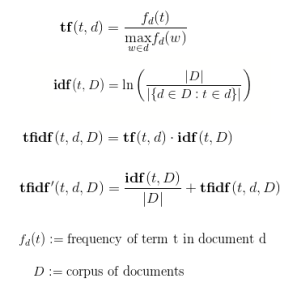 tf(t, d) = f_d(t) / max_{w∈d} f_d(w)
idf(t, D) = ln( |D| / |{d ∈ D : t ∈ d}| )
tfidf(t, d, D) = tf(t, d) · idf(t, D)
tfidf′(t, d, D) = idf(t, D) / |D| + tfidf(t, d, D)
f_d(t) := frequency of term t in document d
D := corpus of documents